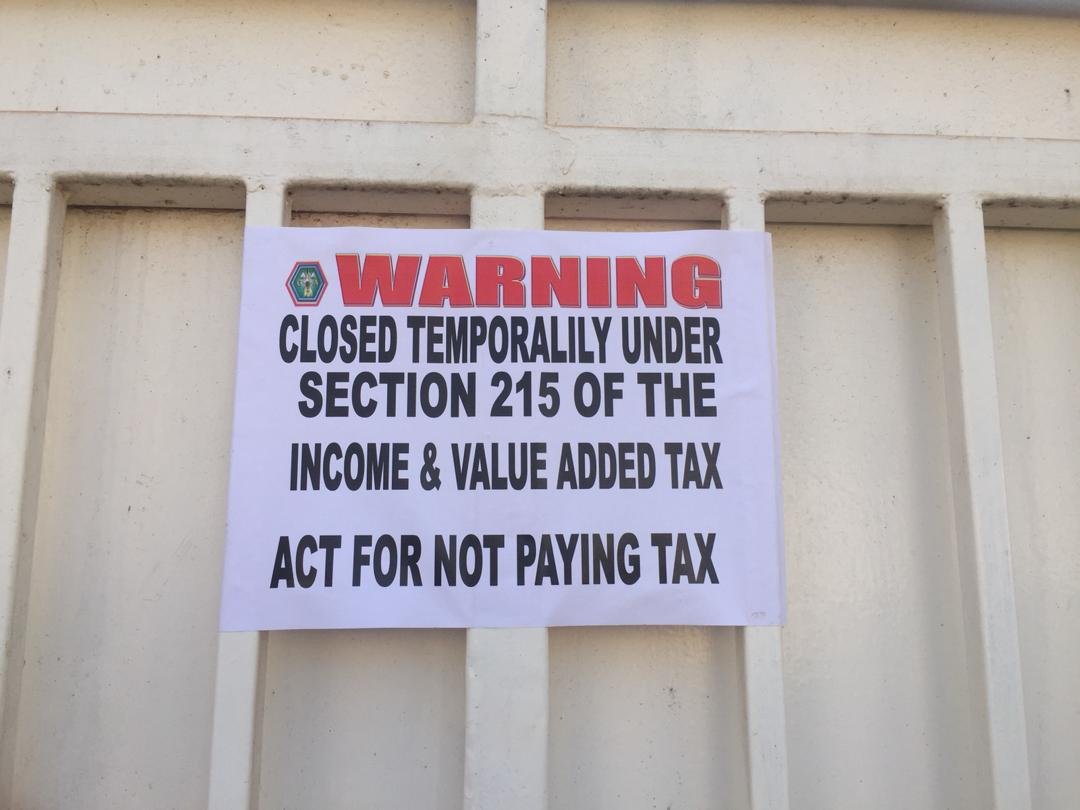 WARNING
CLOSED TEMPORALILY UNDER
SECTION 215 OF THE
INCOME & VALUE ADDED TAX
ACT FOR NOT PAYING TAX